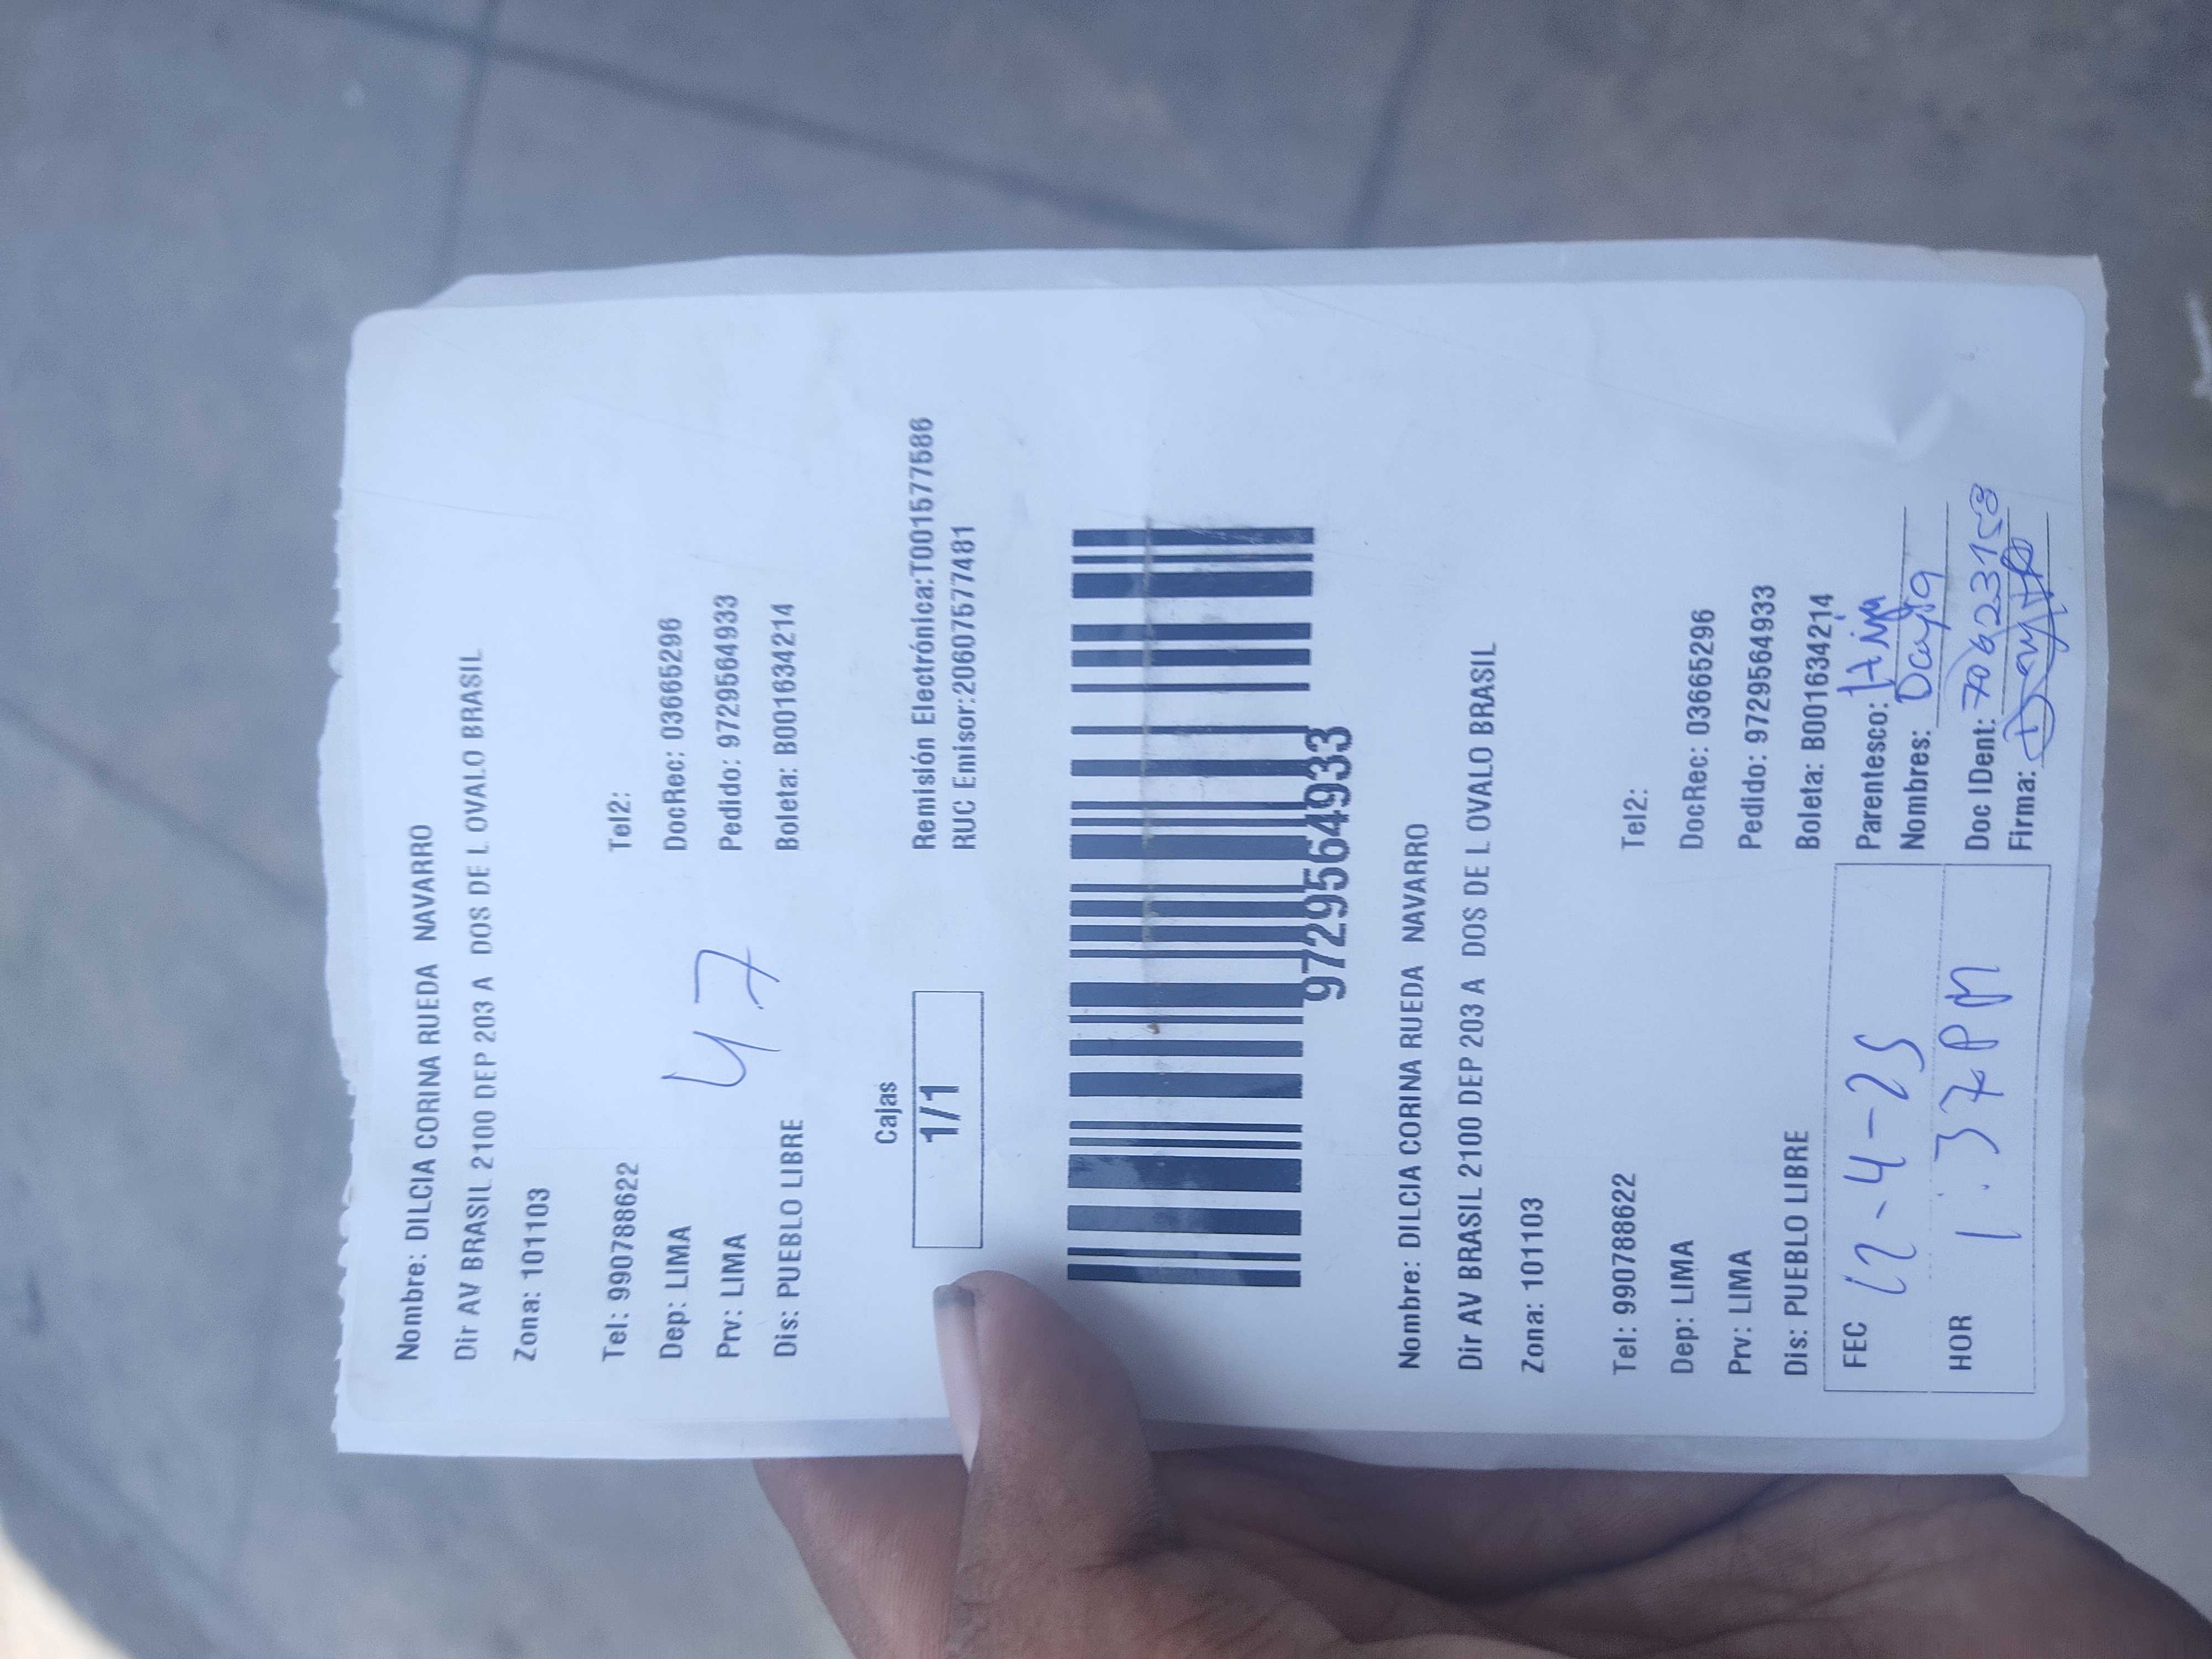 Nombre: DILCIA CORINA RUEDA NAVARRO
Dir AV BRASIL 2100 DEP 203 A DOS DE L OVALO BRASIL
Zona: 101103
Tel: 990788622 Tel2:
Dep: LIMA DocRec: 03665296
Prv: LIMA Pedido: 9729564933
Dis: PUEBLO LIBRE Boleta: B001634214
47
Cajas
1/1
Remisión Electrónica:T001577586
RUC Emisor:20607577481
9729564933
Nombre: DILCIA CORINA RUEDA NAVARRO
Dir AV BRASIL 2100 DEP 203 A DOS DE L OVALO BRASIL
Zona: 101103
Tel: 990788622 Tel2:
Dep: LIMA DocRec: 03665296
Prv: LIMA Pedido: 9729564933
Dis: PUEBLO LIBRE Boleta: B001634214
FEC 12-4-25 Parentesco: Hija
Nombres: Dayra
HOR 1:37PM Doc IDent: 70623158
Firma: